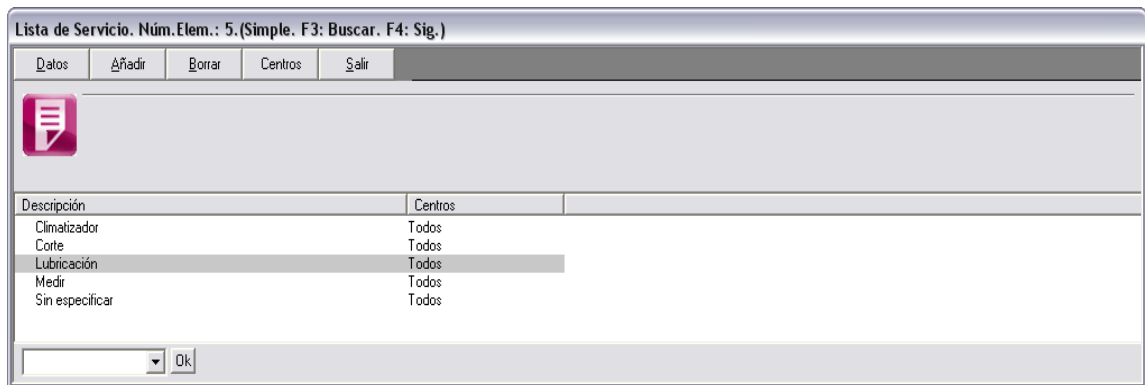 Lista de Servicio. Núm.Elem.: 5.(Simple. F3: Buscar. F4: Sig.)
Datos Añadir Borrar Centros Salir
Descripción Centros
Climatizador Todos
Corte Todos
Lubricación Todos
Medir Todos
Sin especificar Todos
Ok